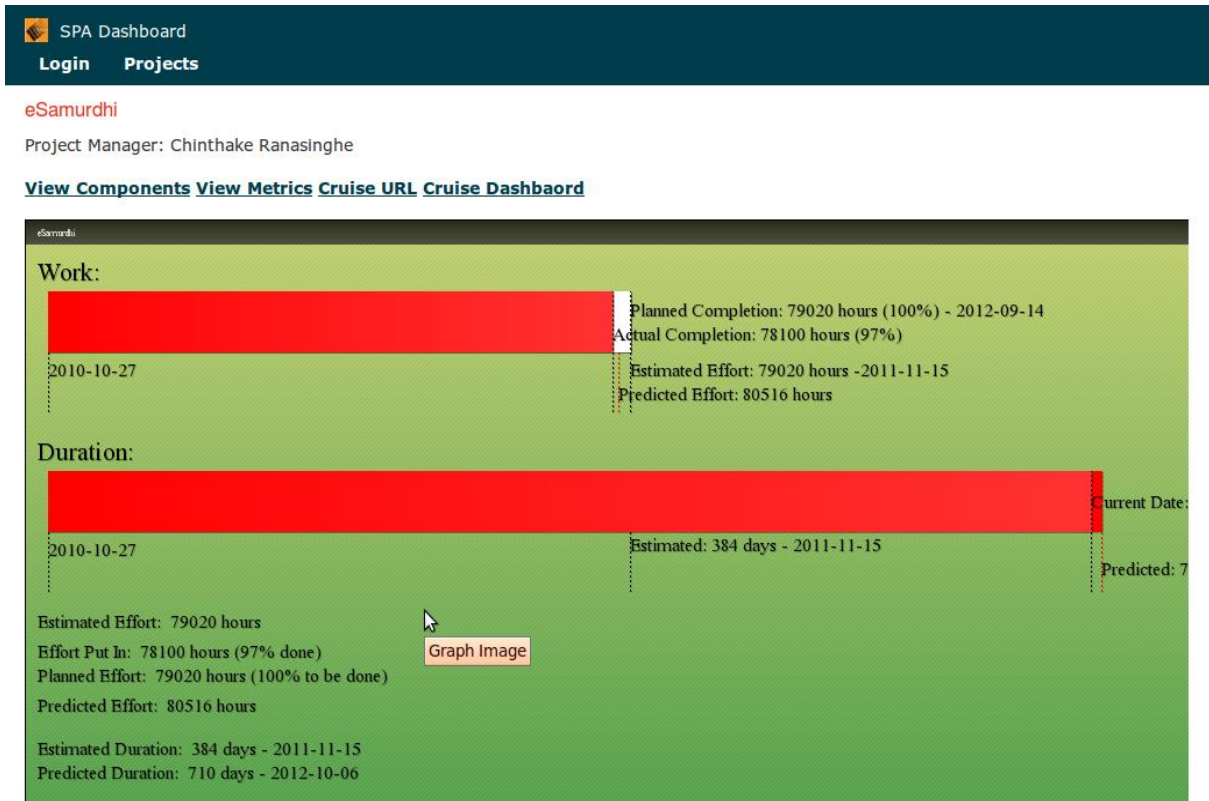 SPA Dashboard
Login Projects
eSamurdhi
Project Manager: Chinthake Ranasinghe
View Components View Metrics Cruise URL Cruise Dashbaord
eSamurdhi
Work:
Planned Completion: 79020 hours (100%) - 2012-09-14
Actual Completion: 78100 hours (97%)
2010-10-27
Estimated Effort: 79020 hours -2011-11-15
Predicted Effort: 80516 hours
Duration:
Current Date:
2010-10-27
Estimated: 384 days - 2011-11-15
Predicted: 7
Estimated Effort: 79020 hours
Effort Put In: 78100 hours (97% done)
Graph Image
Planned Effort: 79020 hours (100% to be done)
Predicted Effort: 80516 hours
Estimated Duration: 384 days - 2011-11-15
Predicted Duration: 710 days - 2012-10-06